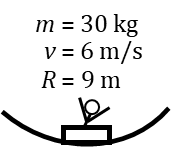 m = 30 kg
v = 6 m/s
R = 9 m